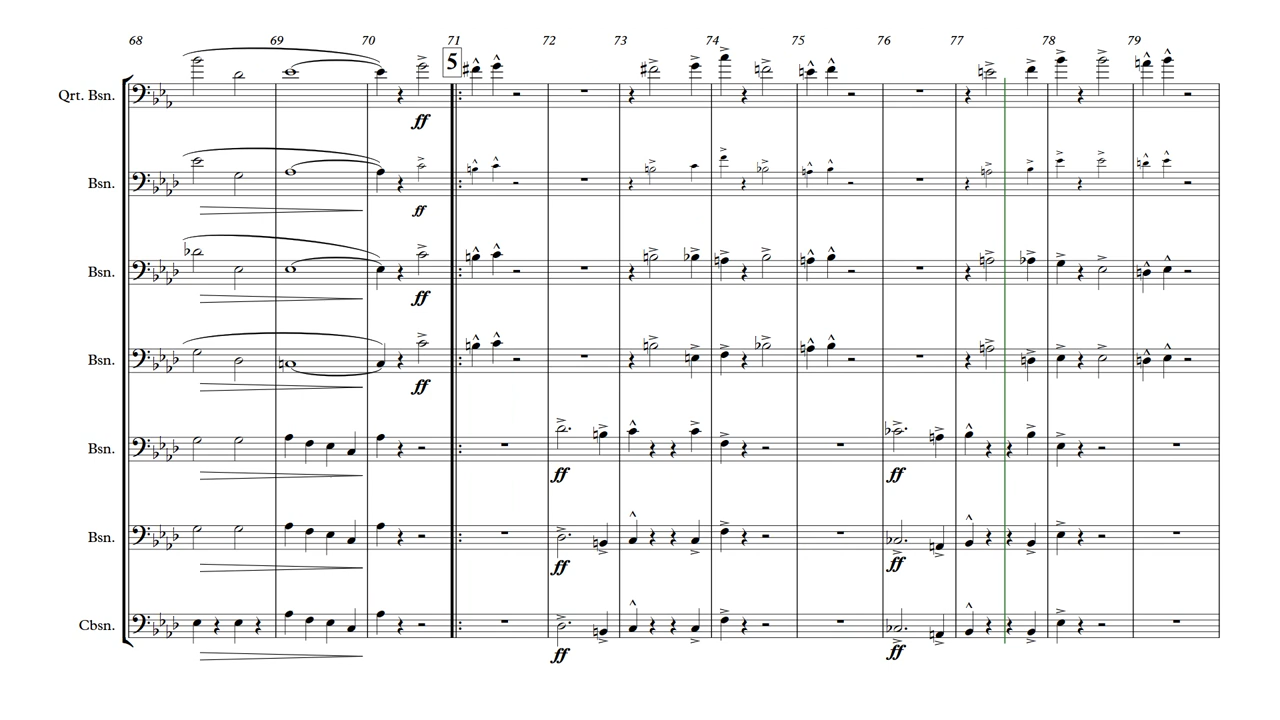 68 69 70 71 72 73 74 75 76 77 78 79
5
Qrt. Bsn.
ff
Bsn.
ff
Bsn.
ff
Bsn.
ff
Bsn.
ff ff
Bsn.
ff ff
Cbsn.
ff ff